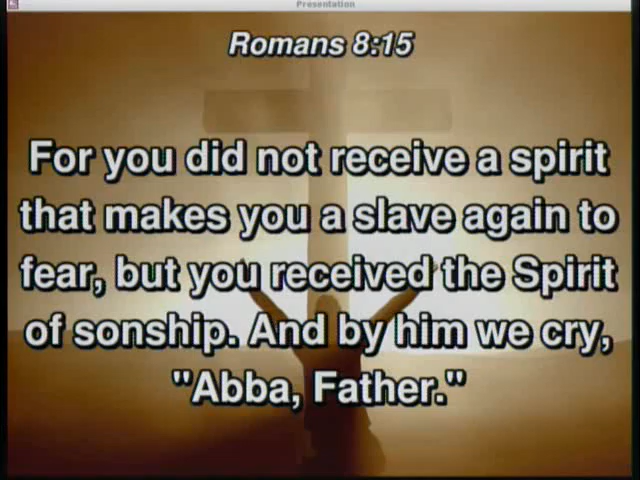 Presentation
Romans 8:15
For you did not receive a spirit
that makes you a slave again to
fear, but you received the Spirit
of sonship. And by him we cry,
"Abba, Father."